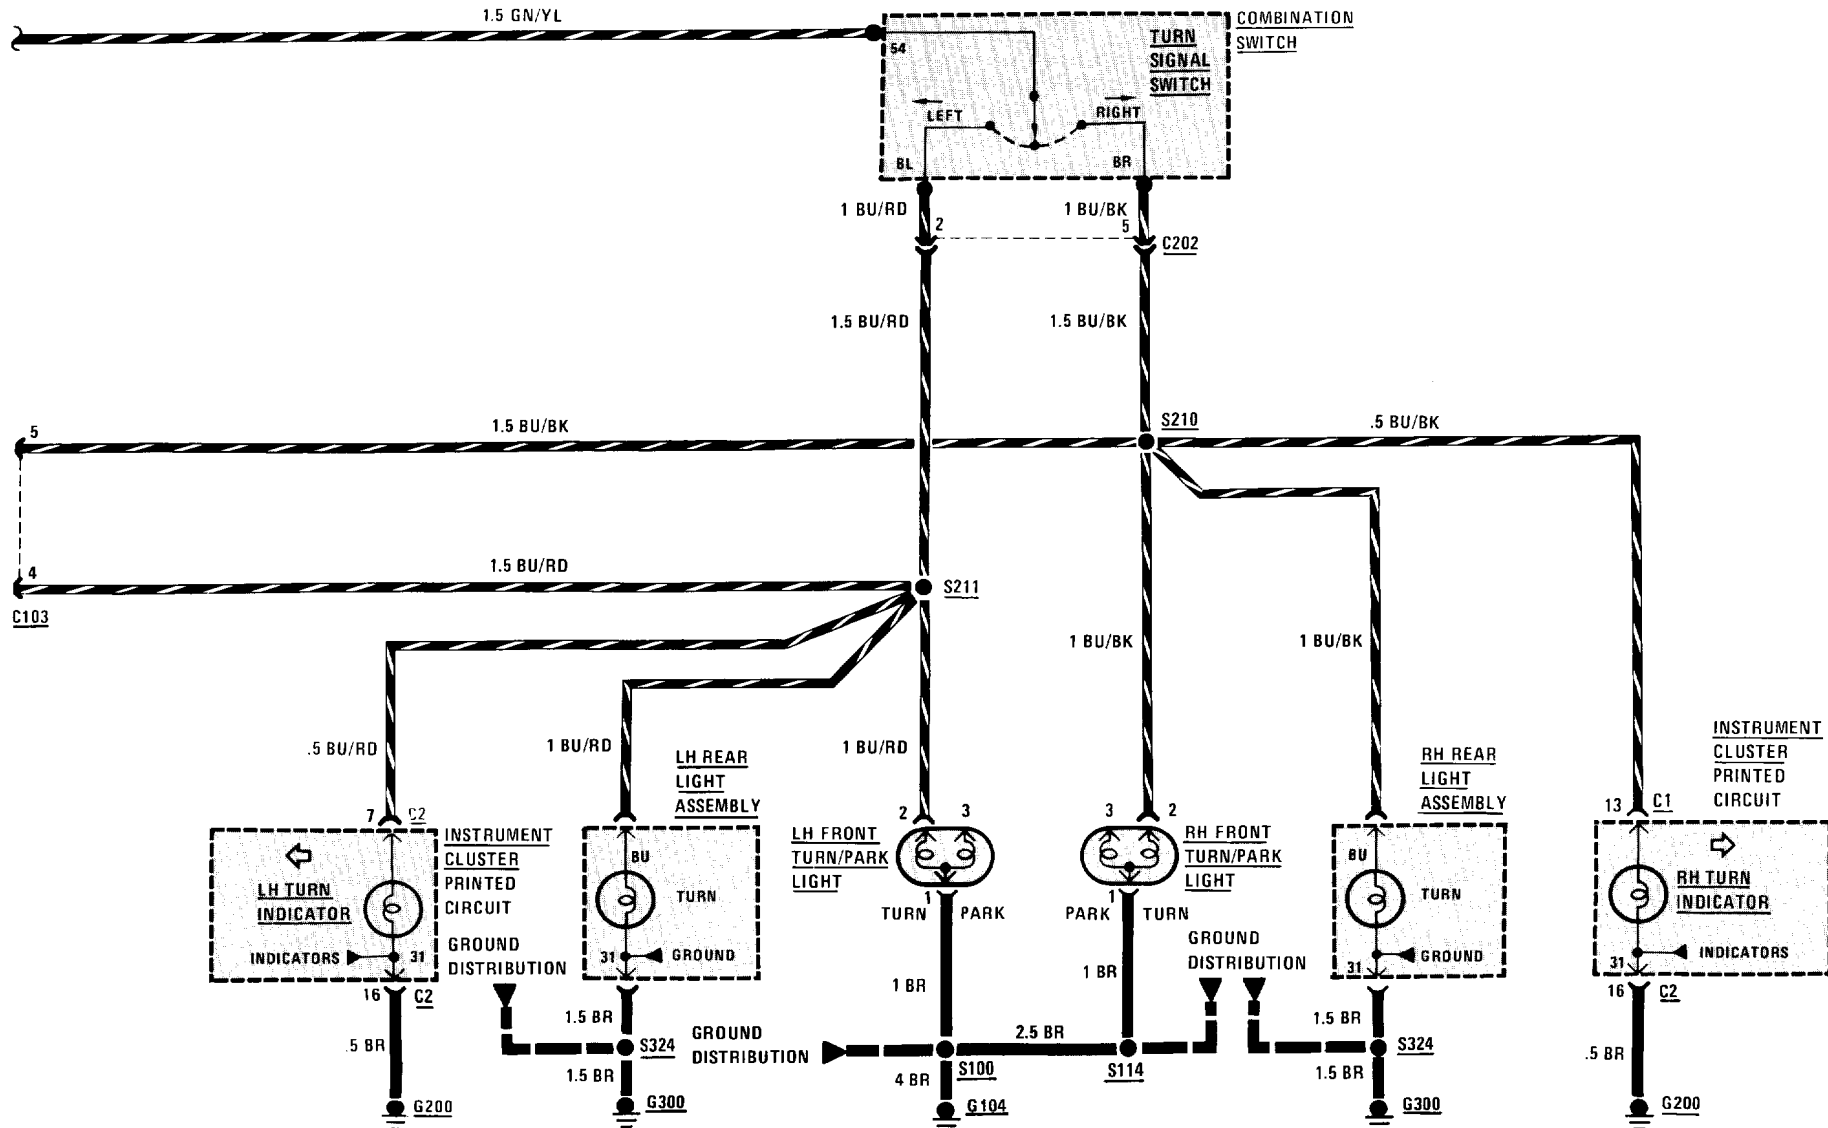 1.5 GN/YL
COMBINATION
SWITCH
54
TURN
SIGNAL
SWITCH
LEFT
RIGHT
BL
BR
1 BU/RD
2
1 BU/BK
5
C202
1.5 BU/RD
1.5 BU/BK
5
1.5 BU/BK
S210
.5 BU/BK
4
1.5 BU/RD
S211
C103
1 BU/BK
1 BU/BK
.5 BU/RD
1 BU/RD
1 BU/RD
LH REAR
LIGHT
ASSEMBLY
RH REAR
LIGHT
ASSEMBLY
INSTRUMENT
CLUSTER
PRINTED
CIRCUIT
7
C2
2
3
3
2
13
C1
LH TURN
INDICATOR
INDICATORS
31
INSTRUMENT
CLUSTER
PRINTED
CIRCUIT
BU
TURN
31
GROUND
LH FRONT
TURN/PARK
LIGHT
1
TURN
PARK
RH FRONT
TURN/PARK
LIGHT
1
PARK
TURN
BU
TURN
31
GROUND
RH TURN
INDICATOR
31
INDICATORS
GROUND
DISTRIBUTION
GROUND
DISTRIBUTION
16
C2
16
C2
1 BR
1 BR
1.5 BR
1.5 BR
.5 BR
S324
GROUND
DISTRIBUTION
2.5 BR
S324
.5 BR
1.5 BR
4 BR
S100
S114
1.5 BR
G200
G300
G104
G300
G200